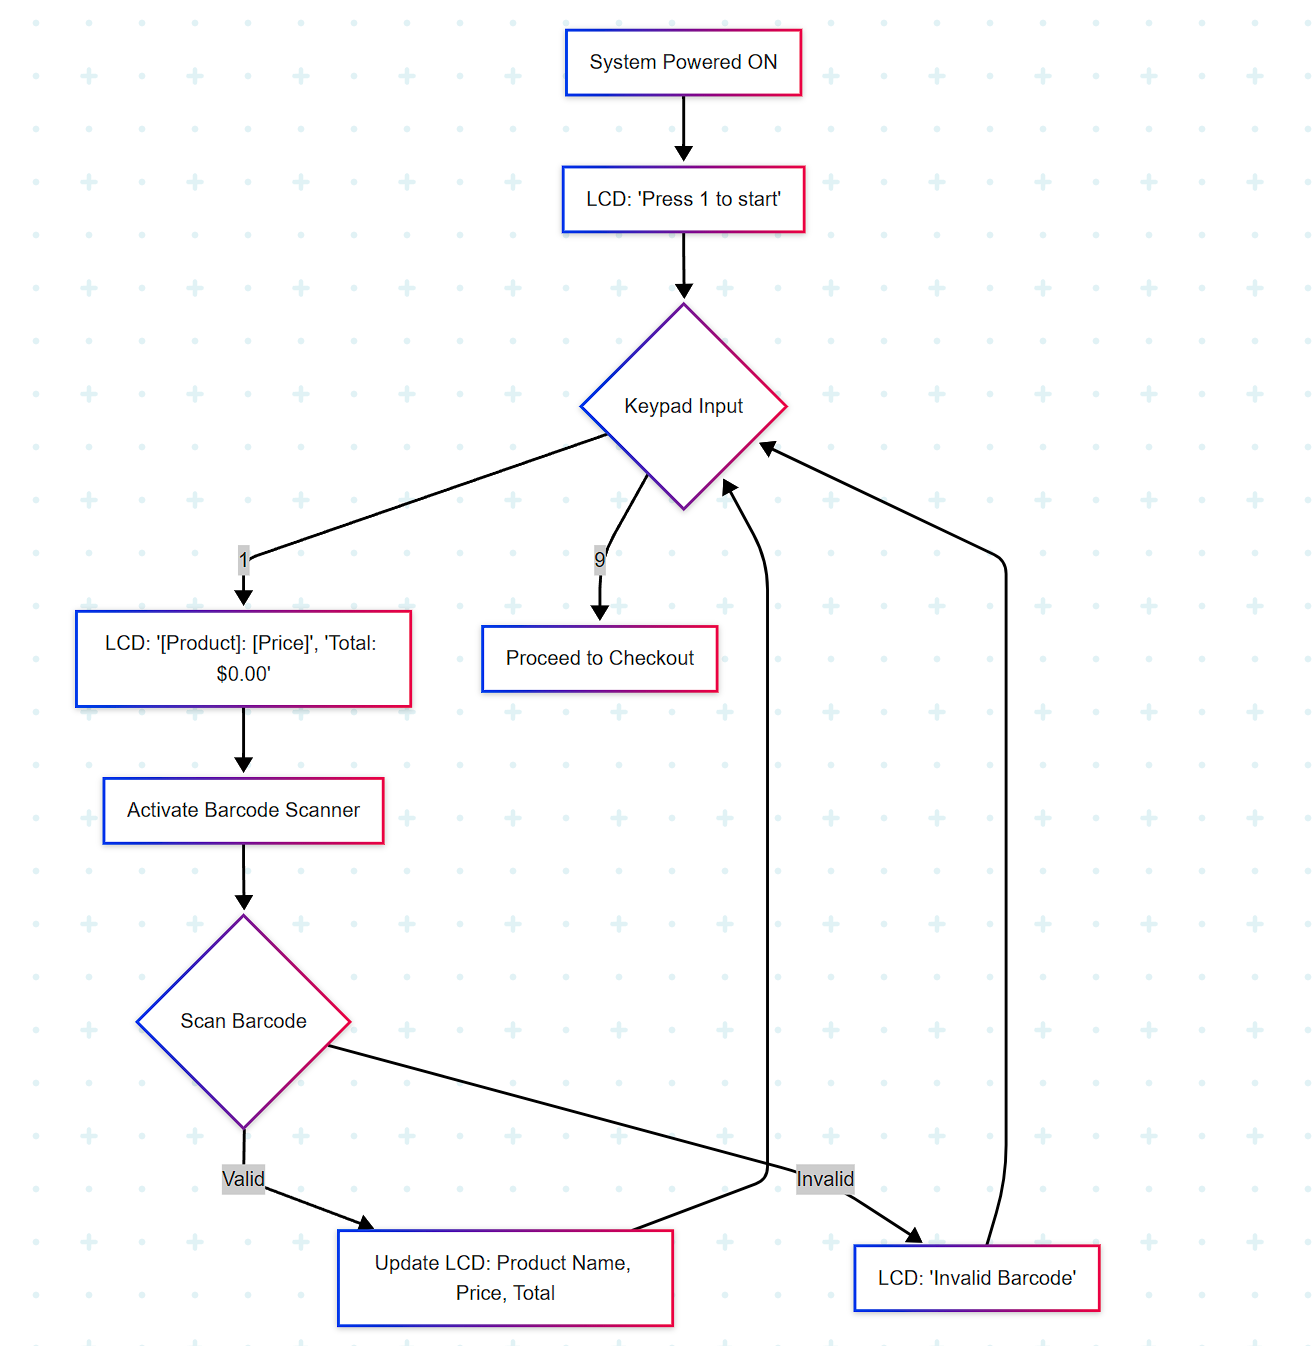 System Powered ON
LCD: 'Press 1 to start'
Keypad Input
1
9
LCD: '[Product]: [Price]', 'Total:
$0.00'
Proceed to Checkout
Activate Barcode Scanner
Scan Barcode
Valid
Invalid
Update LCD: Product Name,
Price, Total
LCD: 'Invalid Barcode'